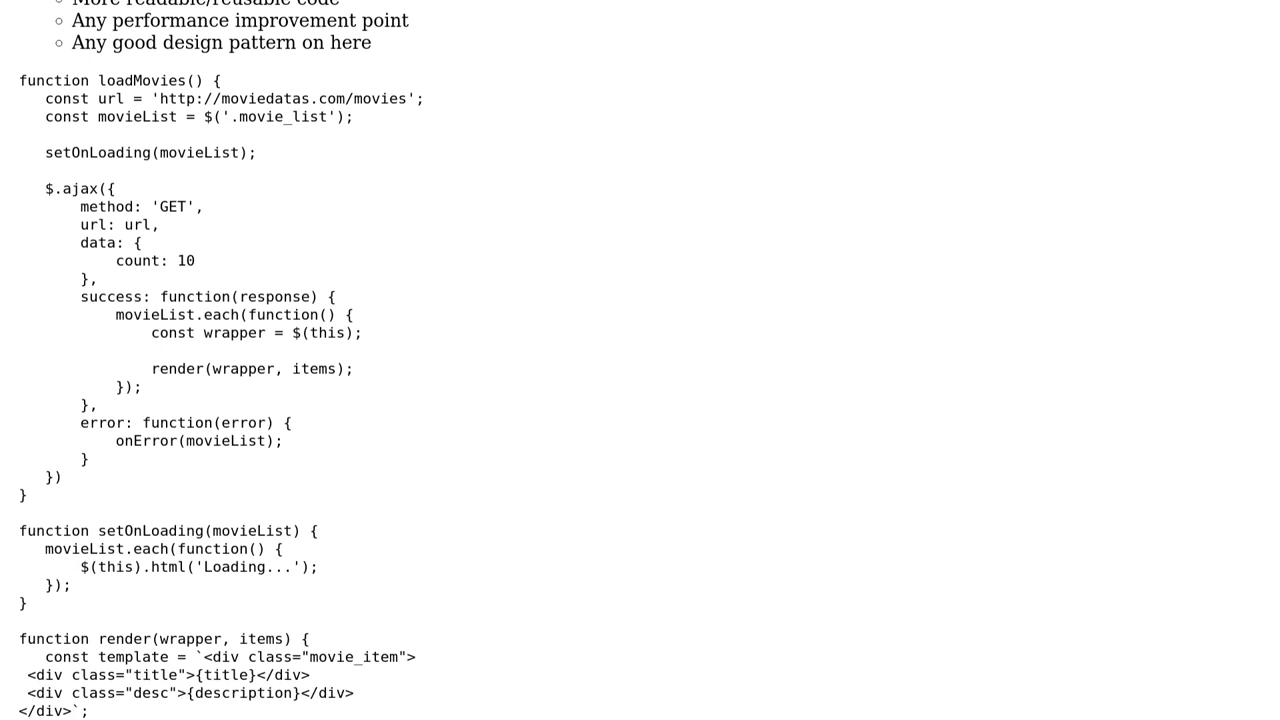 More readable/reusable code
Any performance improvement point
Any good design pattern on here
function loadMovies() {
   const url = 'http://moviedatas.com/movies';
   const movieList = $('.movie_list');

   setOnLoading(movieList);

   $.ajax({
       method: 'GET',
       url: url,
       data: {
           count: 10
       },
       success: function(response) {
           movieList.each(function() {
               const wrapper = $(this);

               render(wrapper, items);
           });
       },
       error: function(error) {
           onError(movieList);
       }
   })
}

function setOnLoading(movieList) {
   movieList.each(function() {
       $(this).html('Loading...');
   });
}

function render(wrapper, items) {
   const template = `<div class="movie_item">
 <div class="title">{title}</div>
 <div class="desc">{description}</div>
</div>`;